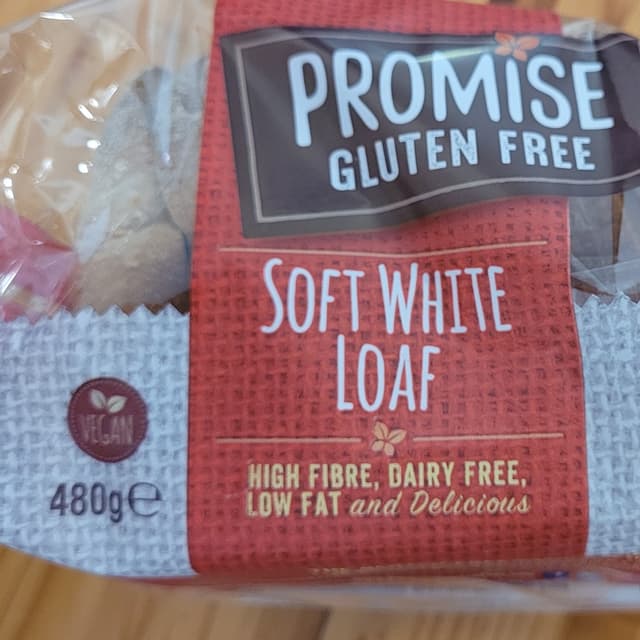 PROMISE
GLUTEN FREE
SOFT WHITE
LOAF
VEGAN
480g℮
HIGH FIBRE, DAIRY FREE,
LOW FAT and Delicious